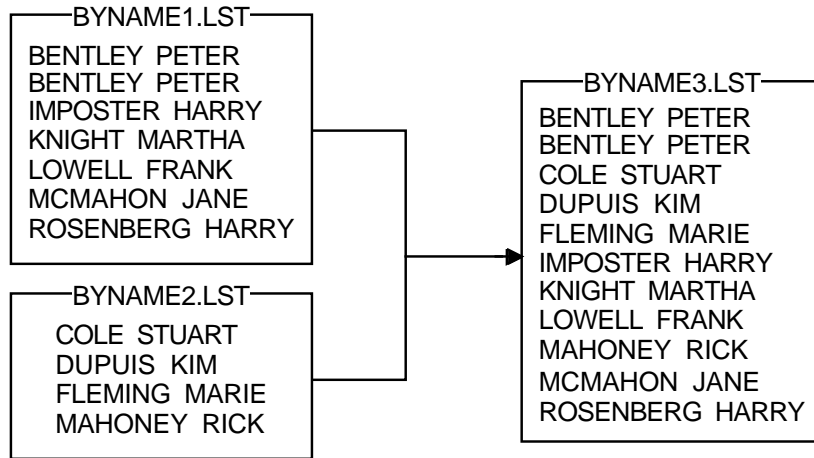 BYNAME1.LST
BENTLEY PETER
BENTLEY PETER
IMPOSTER HARRY
KNIGHT MARTHA
LOWELL FRANK
MCMAHON JANE
ROSENBERG HARRY
BYNAME2.LST
COLE STUART
DUPUIS KIM
FLEMING MARIE
MAHONEY RICK
BYNAME3.LST
BENTLEY PETER
BENTLEY PETER
COLE STUART
DUPUIS KIM
FLEMING MARIE
IMPOSTER HARRY
KNIGHT MARTHA
LOWELL FRANK
MAHONEY RICK
MCMAHON JANE
ROSENBERG HARRY